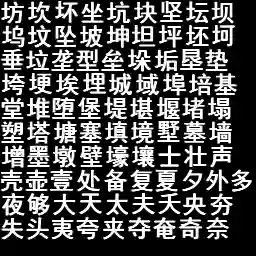 坊坎坏坐坑块坚坛坝
坞坟坠坡坤坦坪坯坷
垂垃垄型垒垛垢垦垫
垮埂埃埋城域埠培基
堂堆堕堡堤堪堰堵塌
塑塔塘塞填境墅墓墙
增墨墩壁壕壤士壮声
壳壶壹处备复夏夕外多
夜够大天太夫夭央夯
失头夷夸夹夺奄奇奈